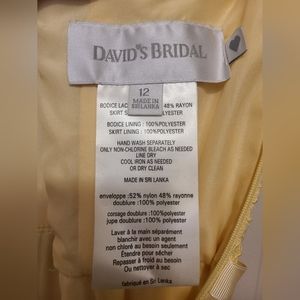 DAVID'S BRIDAL
12
MADE IN
SRI LANKA
BODICE LAC 48% RAYON
SKIRT S POLYESTER
BODICE LINING : 100%POLYESTER
SKIRT LINING : 100%POLYESTER
HAND WASH SEPARATELY
ONLY NON-CHLORINE BLEACH AS NEEDED
LINE DRY
COOL IRON AS NEEDED
OR DRY CLEAN
MADE IN SRI LANKA
enveloppe :52% nylon 48% rayonne
doublure : 100% polyester
corsage doublure :100% polyester
jupe doublure : 100% polyester
Laver à la main séparément
blanchir avec un agent
non chloré au besoin
Étendre pour sécher
Repasser à froid au besoin
Ou nettoyer à sec
fabriqué en Sri Lanka